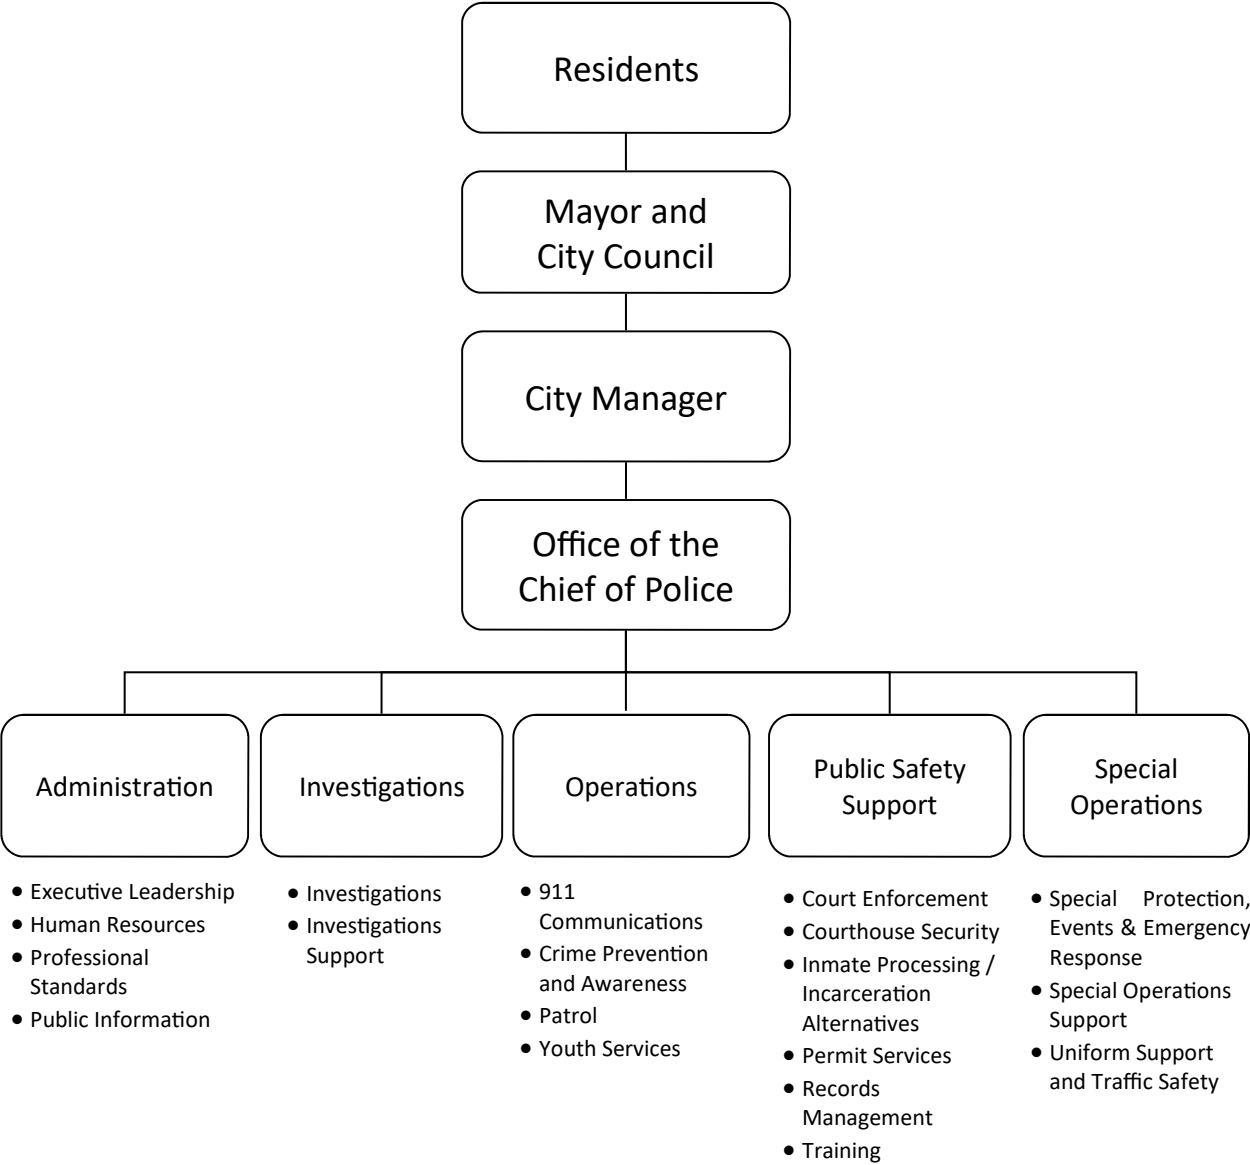 Residents
Mayor and
City Council
City Manager
Office of the
Chief of Police
Administration
Investigations
Operations
Public Safety
Support
Special
Operations
• Executive Leadership
• Human Resources
• Professional
Standards
• Public Information
• Investigations
• Investigations
Support
• 911
Communications
• Crime Prevention
and Awareness
• Patrol
• Youth Services
• Court Enforcement
• Courthouse Security
• Inmate Processing /
Incarceration
Alternatives
• Permit Services
• Records
Management
• Training
• Special Protection,
Events & Emergency
Response
• Special Operations
Support
• Uniform Support
and Traffic Safety